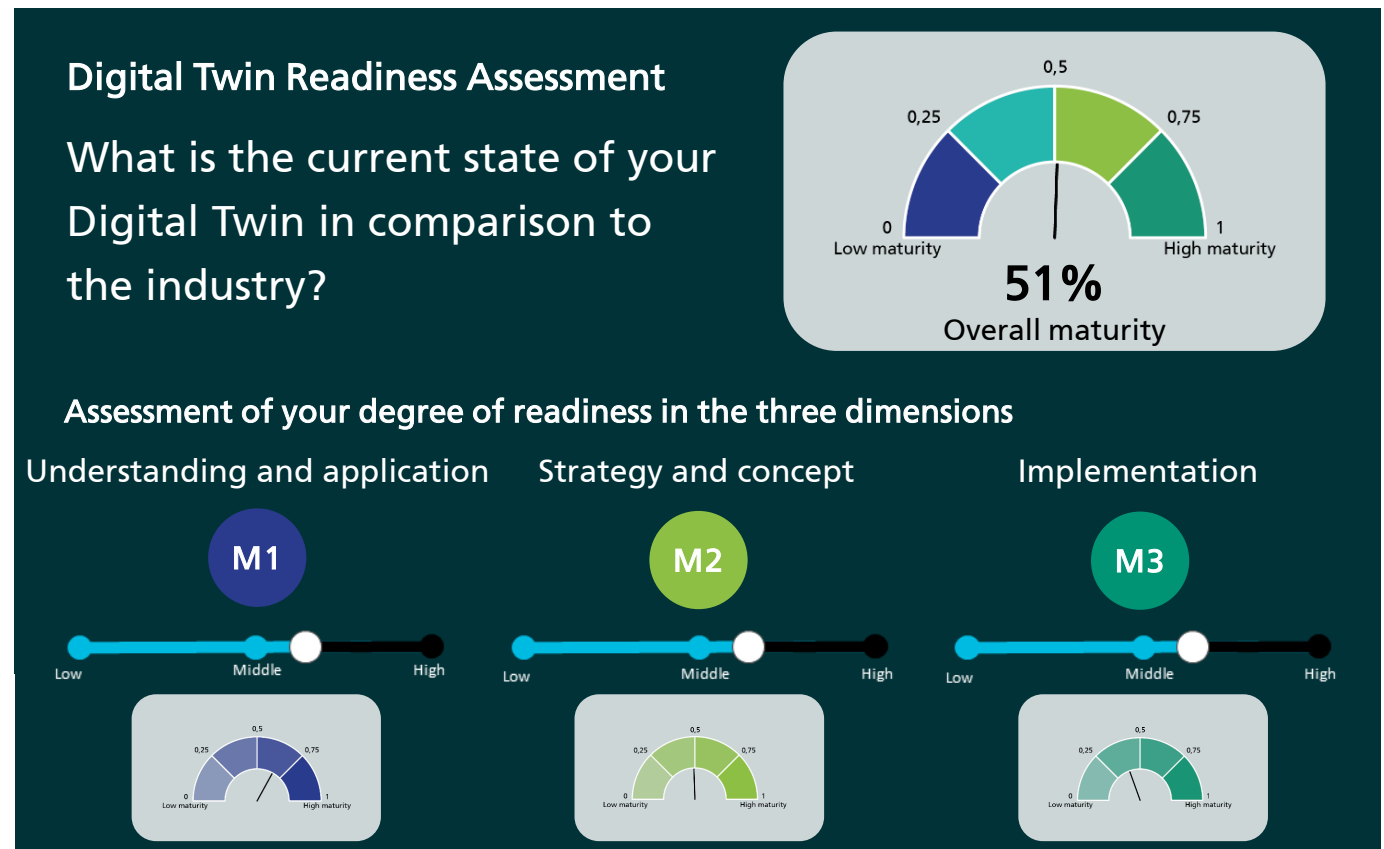 Digital Twin Readiness Assessment
What is the current state of your
Digital Twin in comparison to
the industry?
0,5
0,25
0,75
0
1
Low maturity
High maturity
51%
Overall maturity
Assessment of your degree of readiness in the three dimensions
Understanding and application
Strategy and concept
Implementation
M1
M2
M3
Low
Middle
High
Low
Middle
High
Low
Middle
High
0,5
0,25
0,75
0
1
Low maturity
High maturity
0,5
0,25
0,75
0
1
Low maturity
High maturity
0,5
0,25
0,75
0
1
Low maturity
High maturity